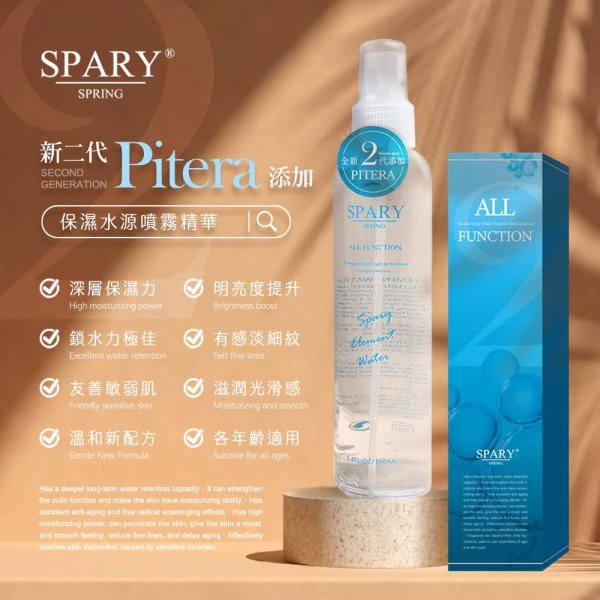 SPARY®
SPRING
新二代
SECOND
GENERATION
Pitera 添加
保濕水源噴霧精華
深層保濕力
High moisturizing power
明亮度提升
Brightness boost
鎖水力極佳
Excellent water retention
有感淡細紋
Felt fine lines
友善敏弱肌
Friendly sensitive skin
滋潤光滑感
Moisturizing and smooth
溫和新配方
Gentle New Formula
各年齡適用
Suitable for all ages
Has a deeper long-term water retention capacity · It can strengthen
the cutin function and make the skin have moisturizing ability · Has
excellent anti-aging and free radical scavenging effects · Has high
moisturizing power, can penetrate the skin, give the skin a moist
and smooth feeling, reduce fine lines, and delay aging · Effectively
soothes skin discomfort caused by sensitive muscles.
全新2代添加
PITERA
SPARY
SPRING
ALL FUNCTION
Spary
Element
Water
5.4FL.OZ/160ML
ALL
FUNCTION
SPARY®
SPRING